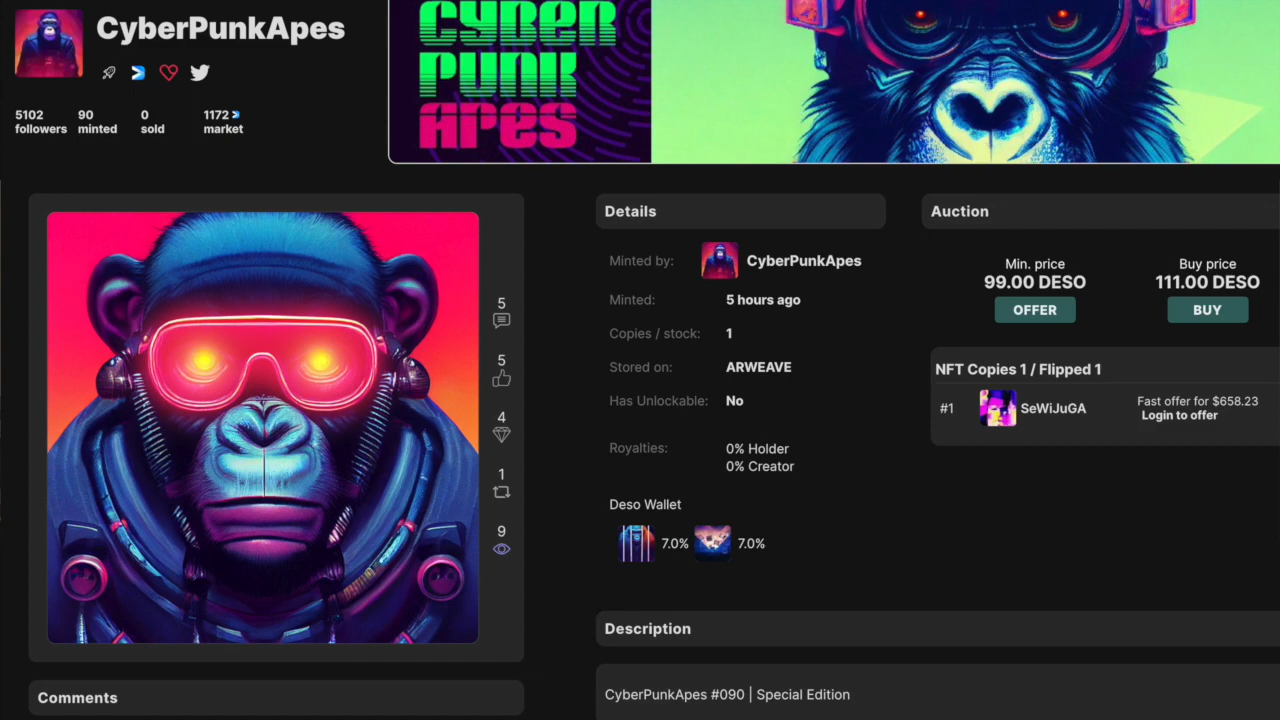 CyberPunkApes
5102 followers
90 minted
0 sold
1172 market
CYBER
PUNK
APES
5
5
4
1
9
Comments
Details
Minted by: CyberPunkApes
Minted: 5 hours ago
Copies / stock: 1
Stored on: ARWEAVE
Has Unlockable: No
Royalties: 0% Holder
0% Creator
Deso Wallet
7.0% 7.0%
Auction
Min. price
99.00 DESO
OFFER
Buy price
111.00 DESO
BUY
NFT Copies 1 / Flipped 1
#1 SeWiJuGA
Fast offer for $658.23
Login to offer
Description
CyberPunkApes #090 | Special Edition